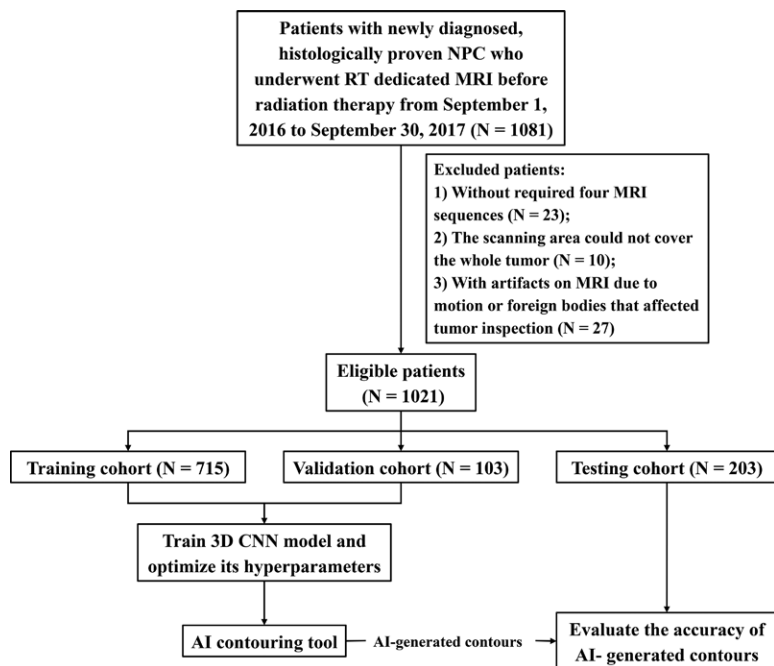 Patients with newly diagnosed,
histologically proven NPC who
underwent RT dedicated MRI before
radiation therapy from September 1,
2016 to September 30, 2017 (N = 1081)
Excluded patients:
1) Without required four MRI
sequences (N = 23);
2) The scanning area could not cover
the whole tumor (N = 10);
3) With artifacts on MRI due to
motion or foreign bodies that affected
tumor inspection (N = 27)
Eligible patients
(N = 1021)
Training cohort (N = 715)
Validation cohort (N = 103)
Testing cohort (N = 203)
Train 3D CNN model and
optimize its hyperparameters
AI contouring tool
AI-generated contours
Evaluate the accuracy of
AI- generated contours